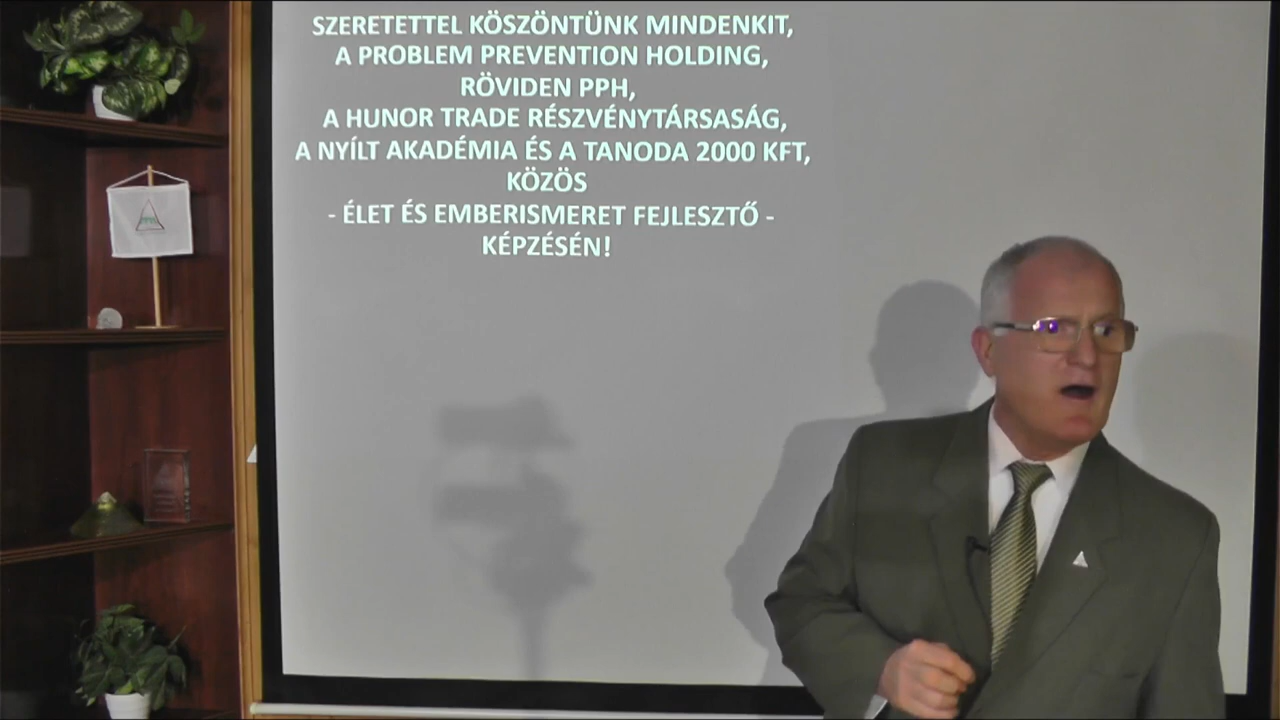 SZERETETTEL KÖSZÖNTÜNK MINDENKIT,
A PROBLEM PREVENTION HOLDING,
RÖVIDEN PPH,
A HUNOR TRADE RÉSZVÉNYTÁRSASÁG,
A NYÍLT AKADÉMIA ÉS A TANODA 2000 KFT,
KÖZÖS
- ÉLET ÉS EMBERISMERET FEJLESZTŐ -
KÉPZÉSÉN!